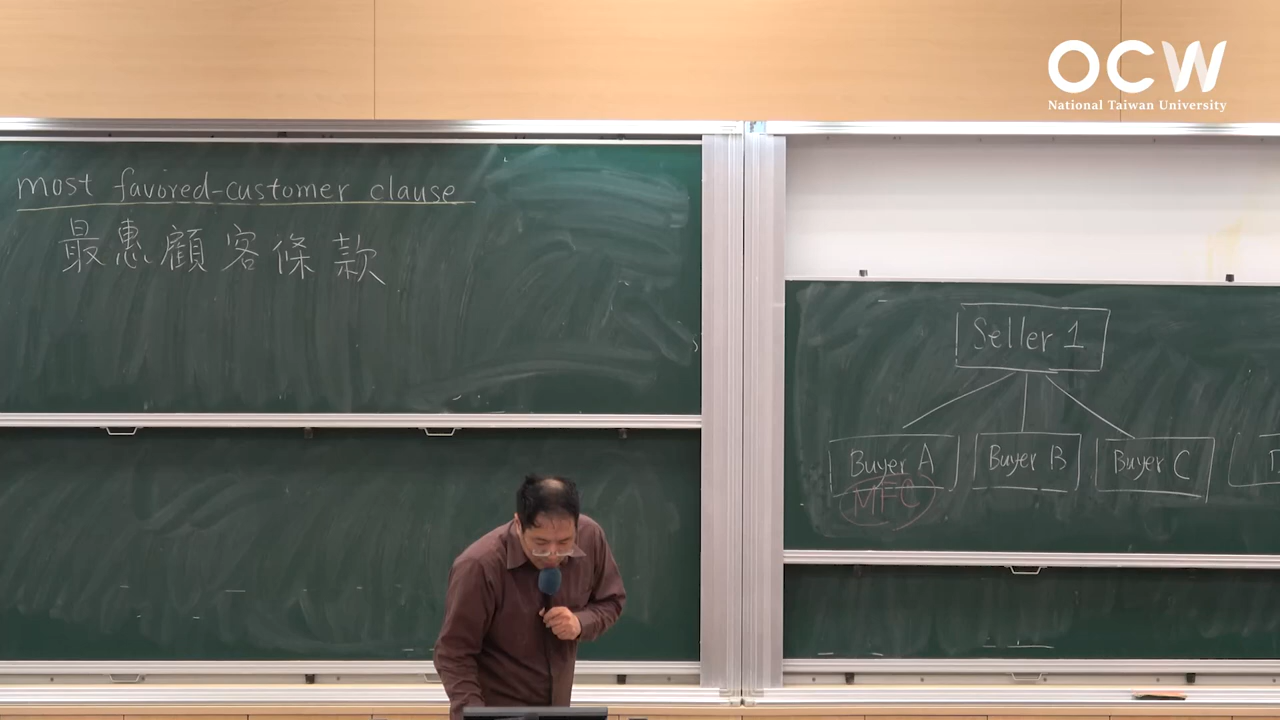 OCW
National Taiwan University
most favored-customer clause
最惠顧客條款
Seller 1
Buyer A
Buyer B
Buyer C
MFC